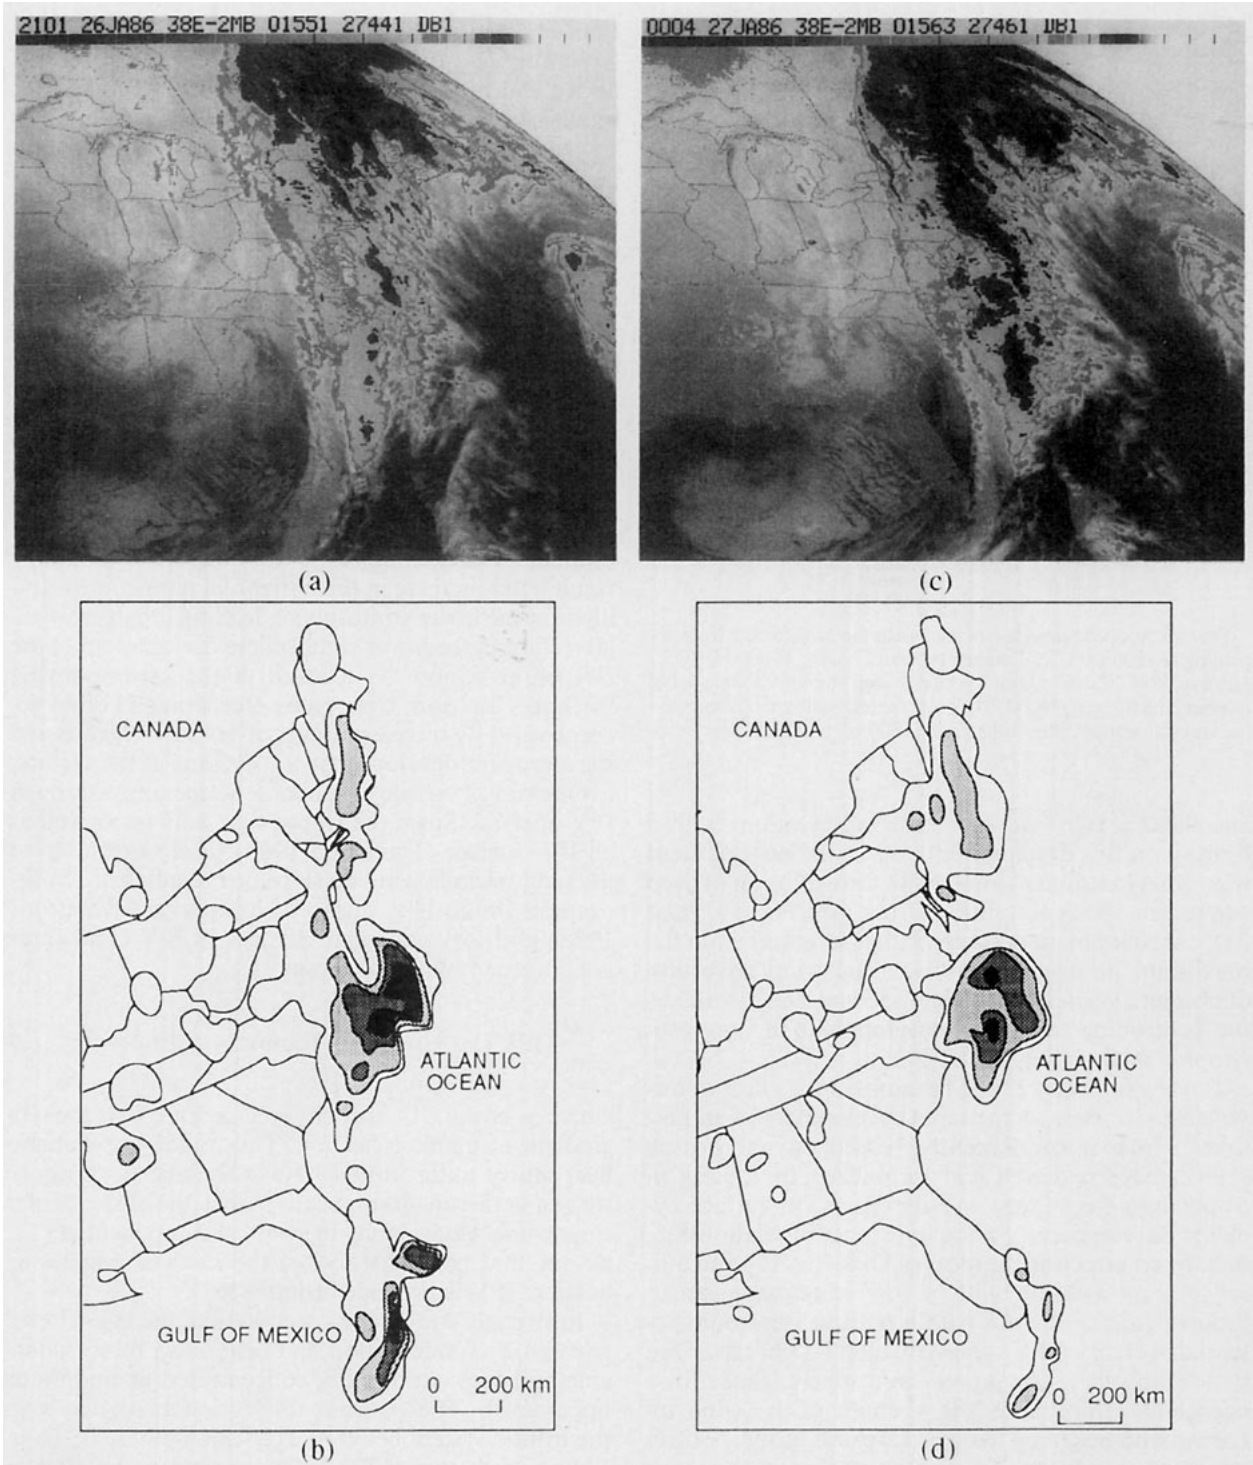 2101 26JA86 38E-2MB 01551 27441 DB1
0004 27JA86 38E-2MB 01563 27461 DB1
(a)
(c)
CANADA
ATLANTIC
OCEAN
GULF OF MEXICO
0 200 km
(b)
CANADA
ATLANTIC
OCEAN
GULF OF MEXICO
0 200 km
(d)